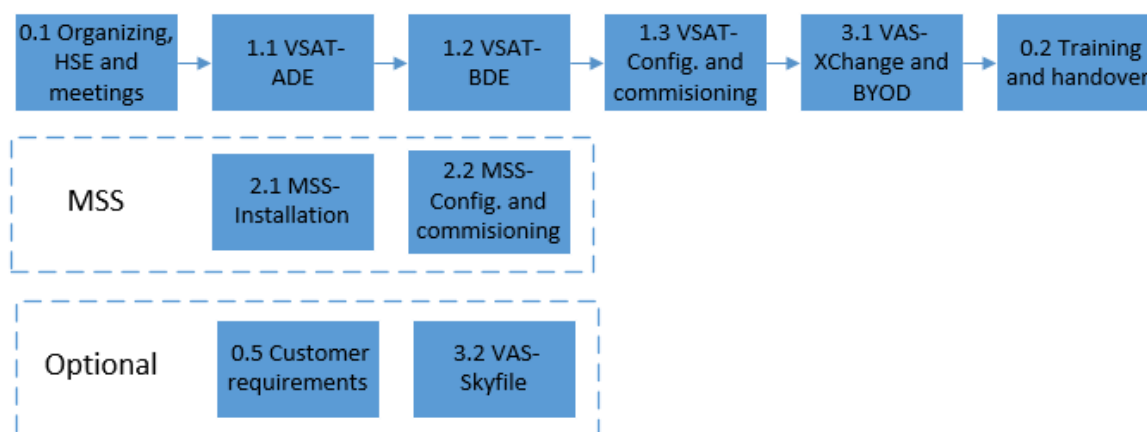 0.1 Organizing,
HSE and
meetings
1.1 VSAT-
ADE
1.2 VSAT-
BDE
1.3 VSAT-
Config. and
commisioning
3.1 VAS-
XChange and
BYOD
0.2 Training
and handover
MSS
2.1 MSS-
Installation
2.2 MSS-
Config. and
commisioning
Optional
0.5 Customer
requirements
3.2 VAS-
Skyfile